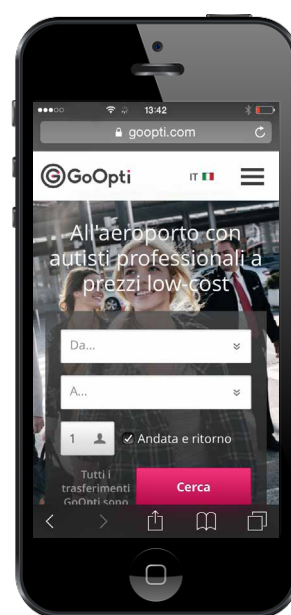 13:42
goopti.com
GoOpti
IT
All'aeroporto con
autisti professionali a
prezzi low-cost
Da...
A...
1
Andata e ritorno
Tutti i
trasferimenti
GoOpti sono
Cerca